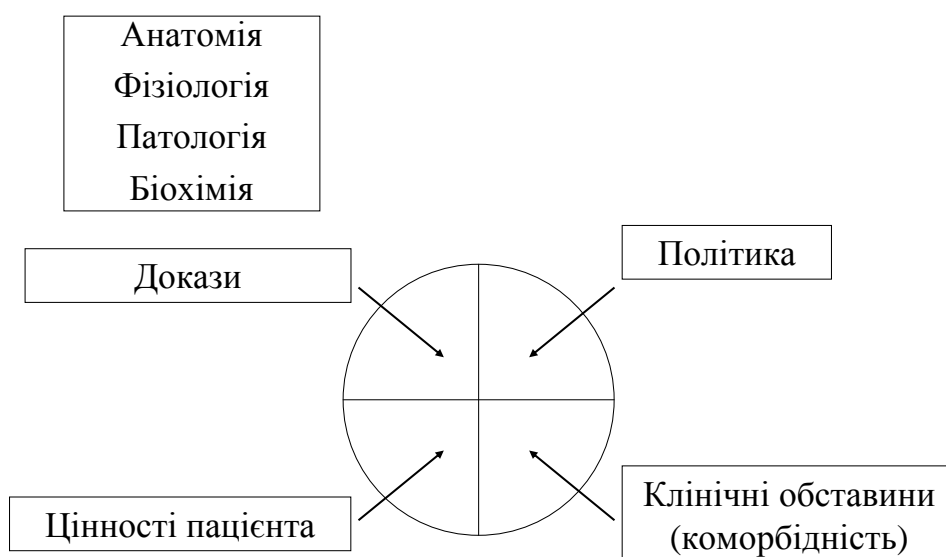 Анатомія
Фізіологія
Патологія
Біохімія
Докази
Політика
Цінності пацієнта
Клінічні обставини
(коморбідність)